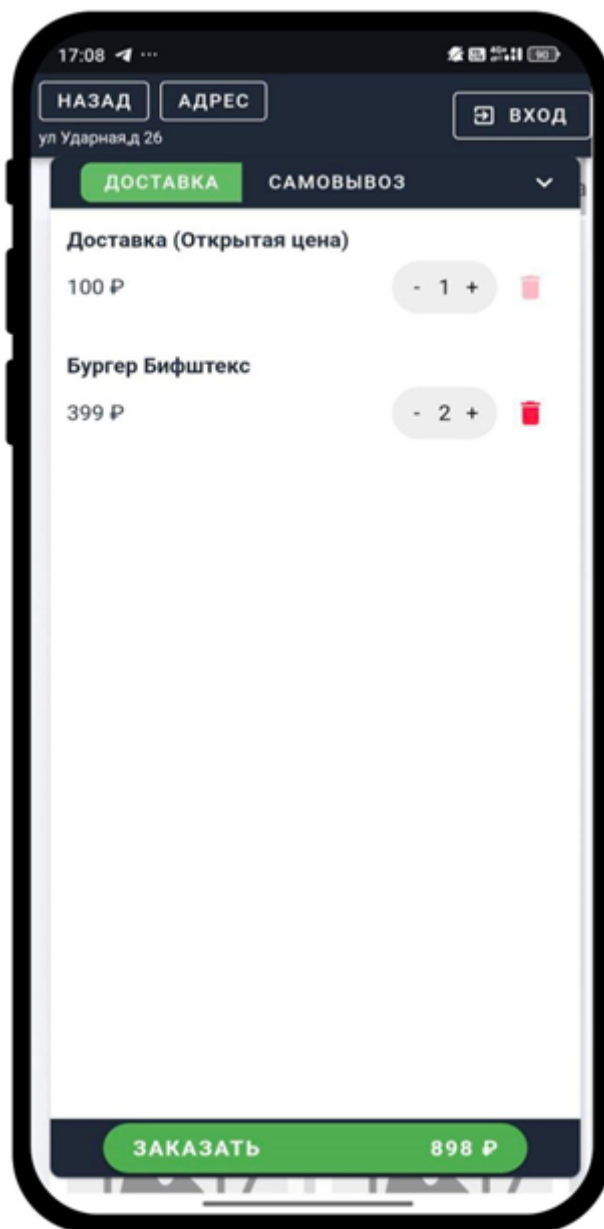 17:08
90
НАЗАД АДРЕС
ВХОД
ул Ударная,д 26
ДОСТАВКА САМОВЫВОЗ
Доставка (Открытая цена)
100 ₽ - 1 +
Бургер Бифштекс
399 ₽ - 2 +
ЗАКАЗАТЬ 898 ₽